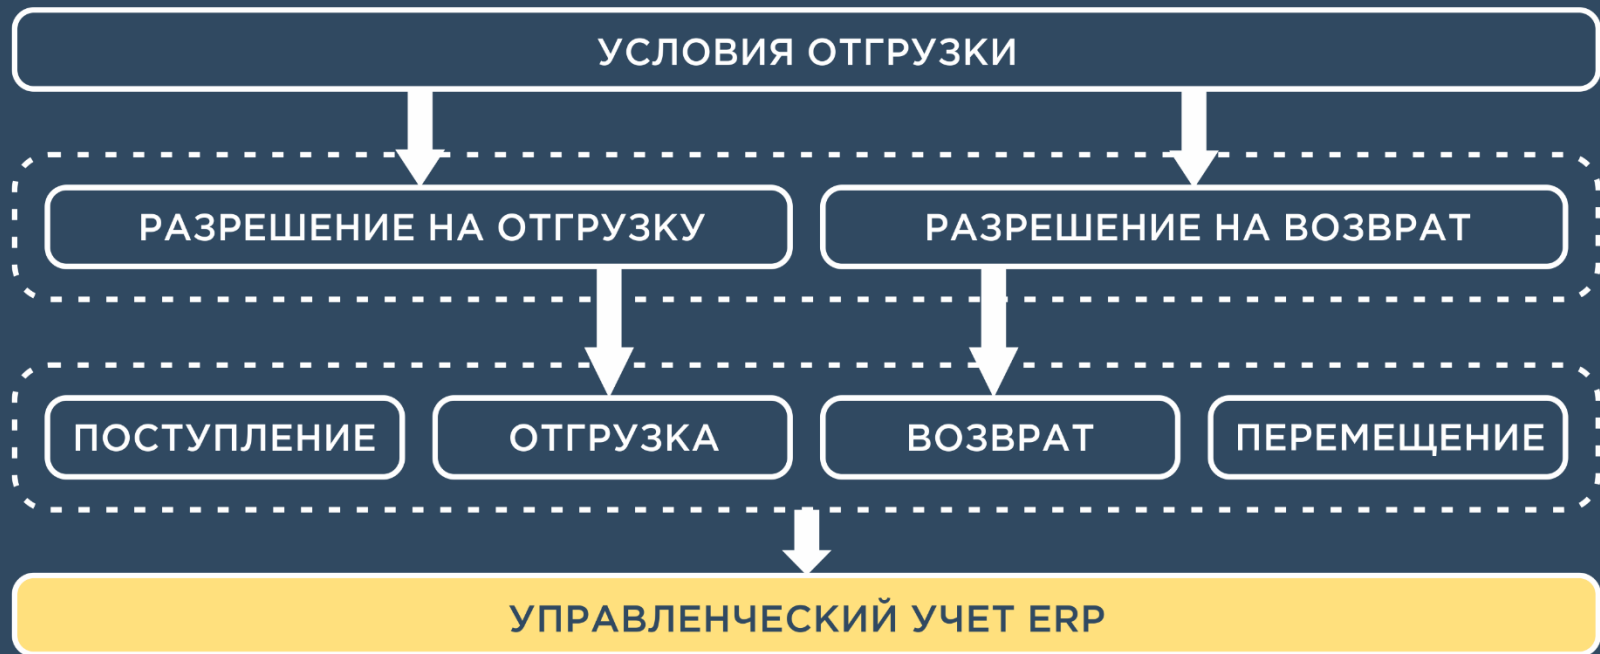 УСЛОВИЯ ОТГРУЗКИ
РАЗРЕШЕНИЕ НА ОТГРУЗКУ
РАЗРЕШЕНИЕ НА ВОЗВРАТ
ПОСТУПЛЕНИЕ
ОТГРУЗКА
ВОЗВРАТ
ПЕРЕМЕЩЕНИЕ
УПРАВЛЕНЧЕСКИЙ УЧЕТ ERP